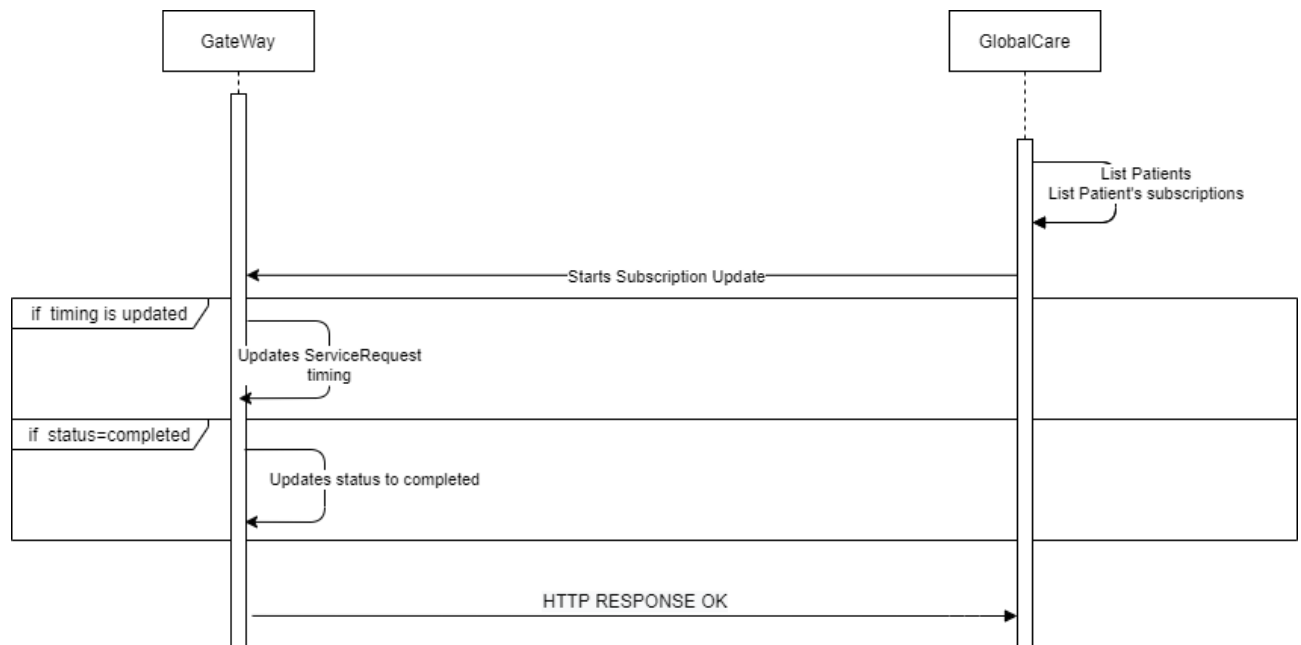 GateWay
GlobalCare
List Patients
List Patient's subscriptions
Starts Subscription Update
if timing is updated
Updates ServiceRequest
timing
if status=completed
Updates status to completed
HTTP RESPONSE OK